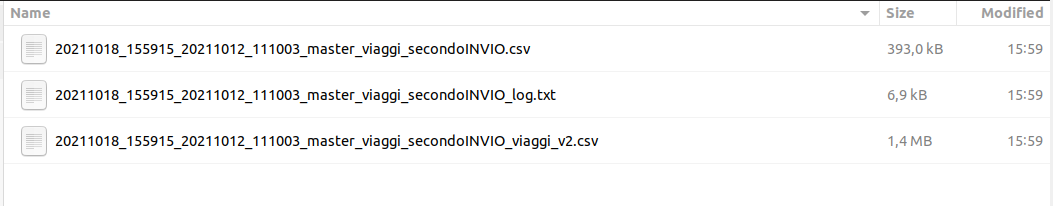 Name Size Modified
20211018_155915_20211012_111003_master_viaggi_secondoINVIO.csv 393,0 kB 15:59
20211018_155915_20211012_111003_master_viaggi_secondoINVIO_log.txt 6,9 kB 15:59
20211018_155915_20211012_111003_master_viaggi_secondoINVIO_viaggi_v2.csv 1,4 MB 15:59